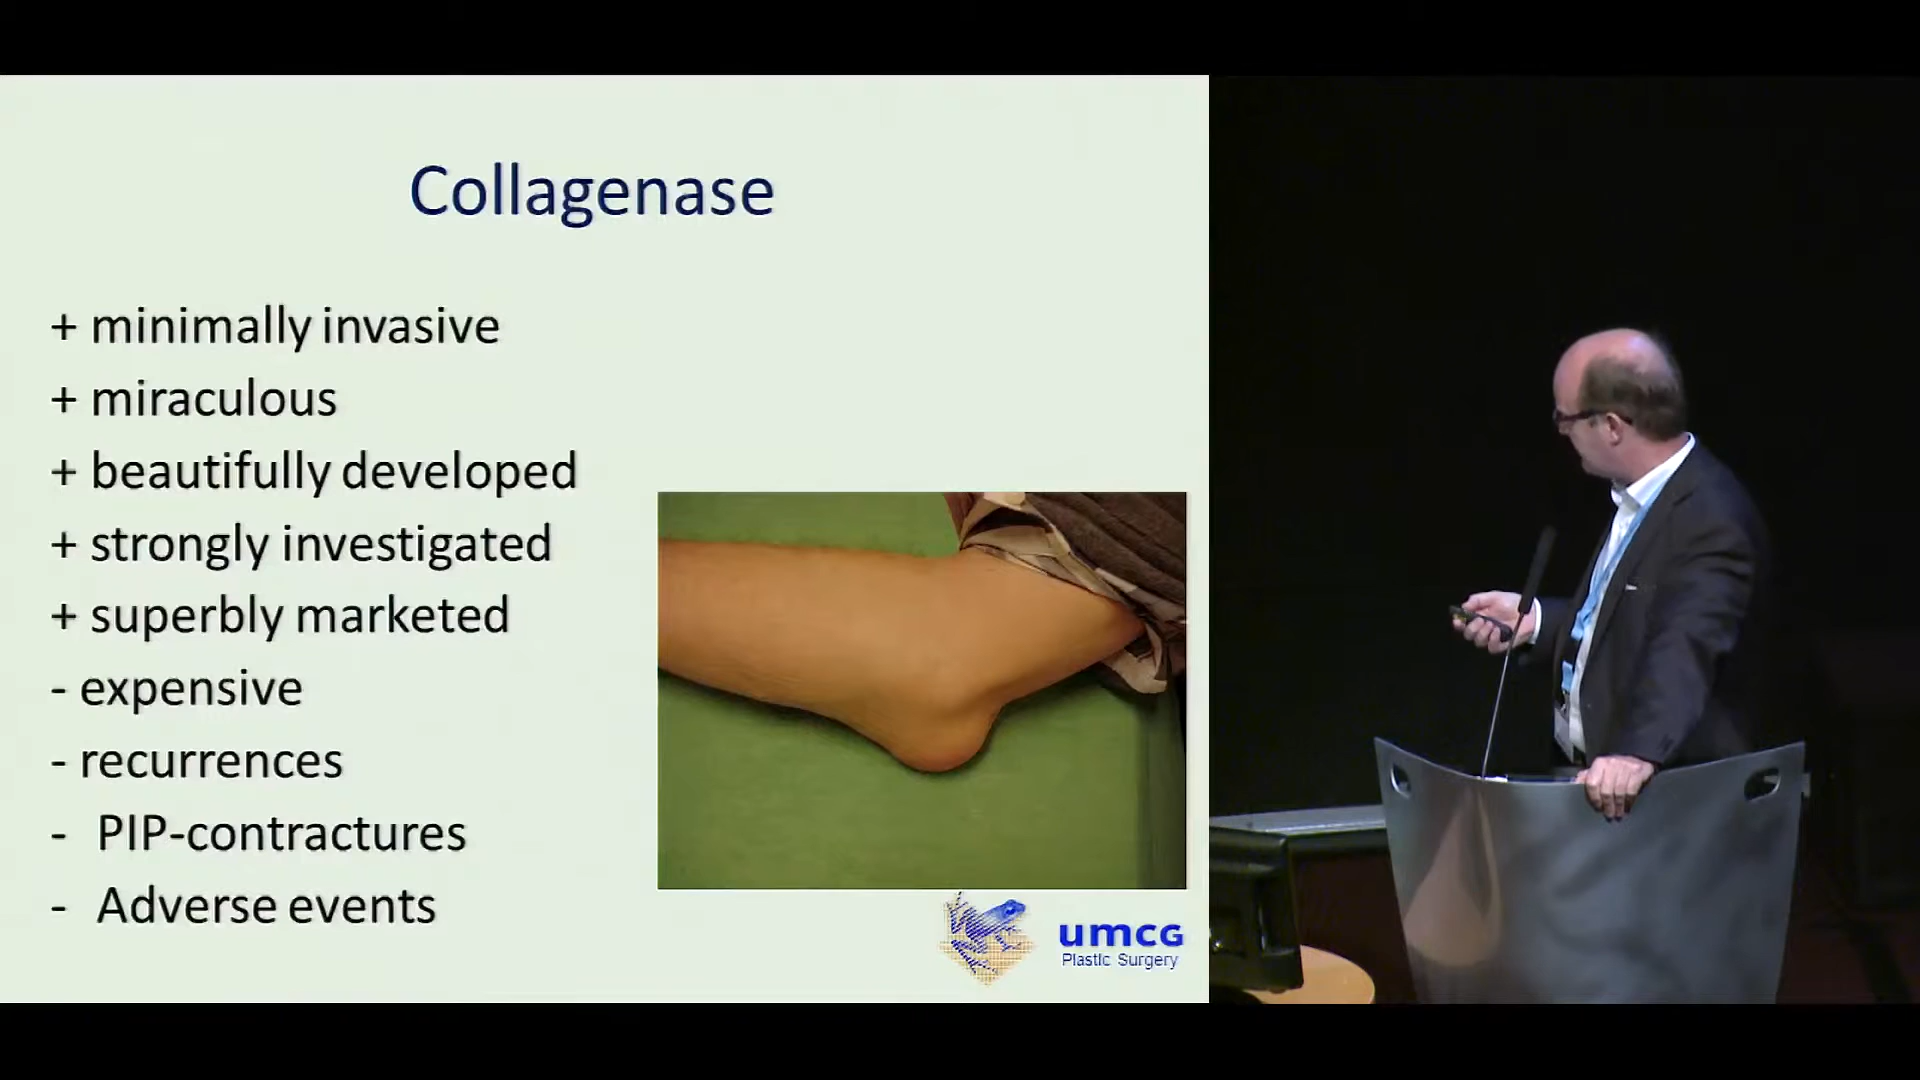 Collagenase
+ minimally invasive
+ miraculous
+ beautifully developed
+ strongly investigated
+ superbly marketed
- expensive
- recurrences
- PIP-contractures
- Adverse events
umcG
Plastic Surgery